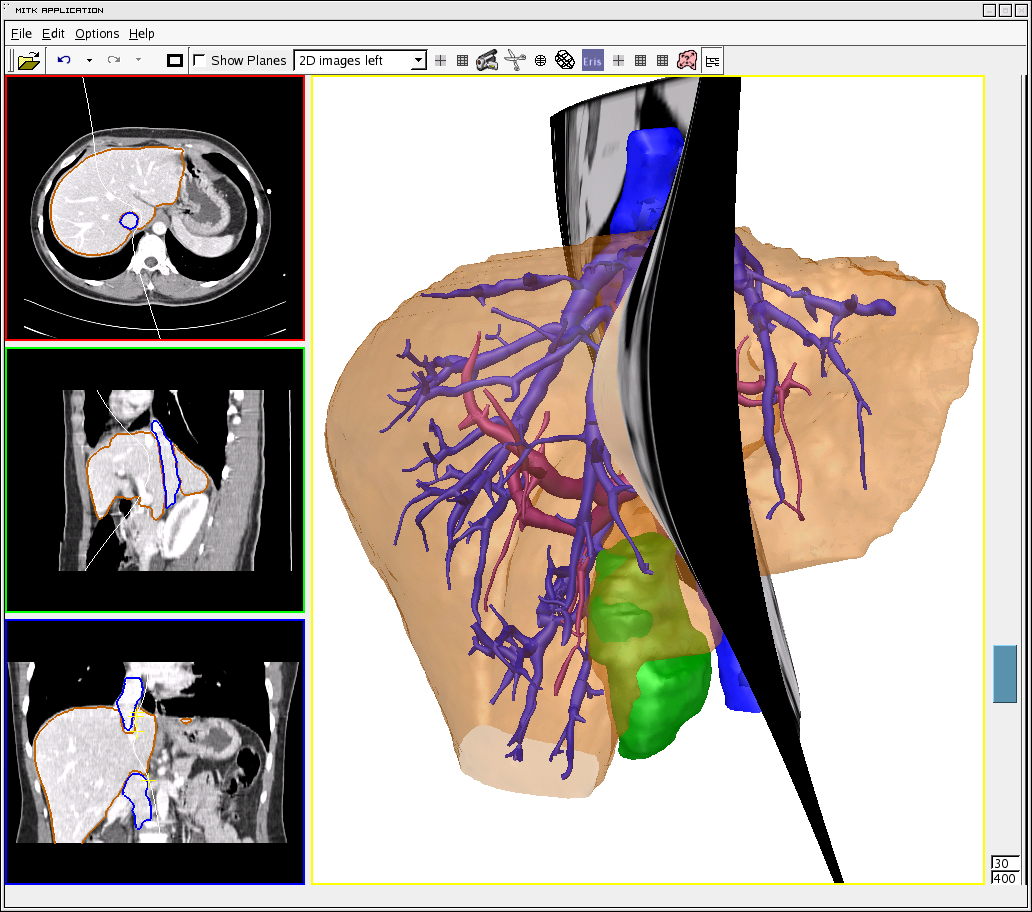 MITK APPLICATION
File Edit Options Help
Show Planes 2D images left Eris
30
400